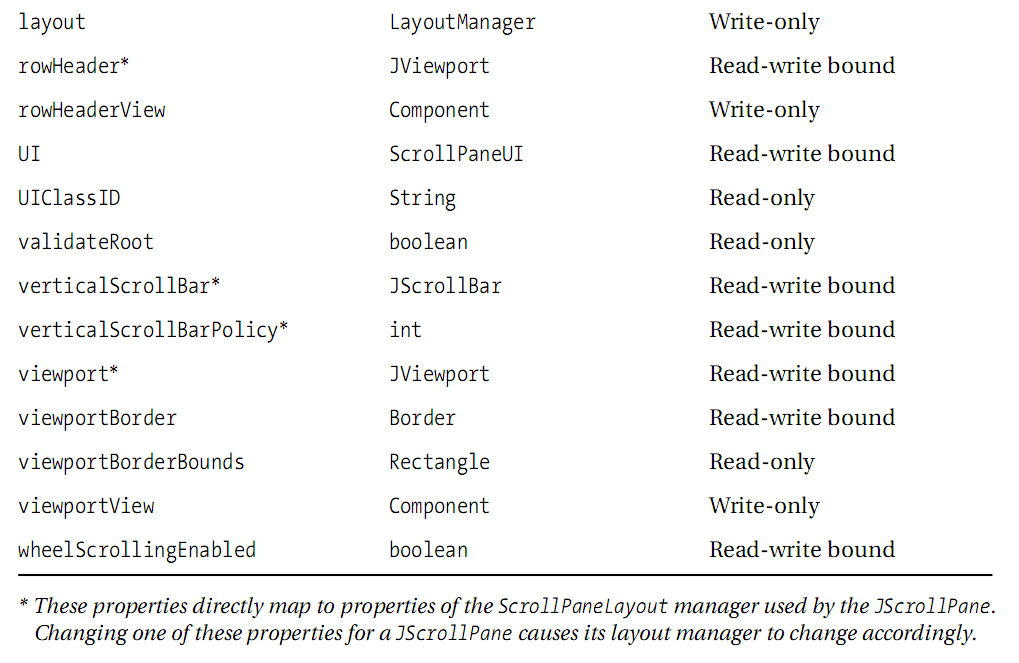 layout LayoutManager Write-only
rowHeader* JViewport Read-write bound
rowHeaderView Component Write-only
UI ScrollPaneUI Read-write bound
UIClassID String Read-only
validateRoot boolean Read-only
verticalScrollBar* JScrollBar Read-write bound
verticalScrollBarPolicy* int Read-write bound
viewport* JViewport Read-write bound
viewportBorder Border Read-write bound
viewportBorderBounds Rectangle Read-only
viewportView Component Write-only
wheelScrollingEnabled boolean Read-write bound
* These properties directly map to properties of the ScrollPaneLayout manager used by the JScrollPane.
Changing one of these properties for a JScrollPane causes its layout manager to change accordingly.